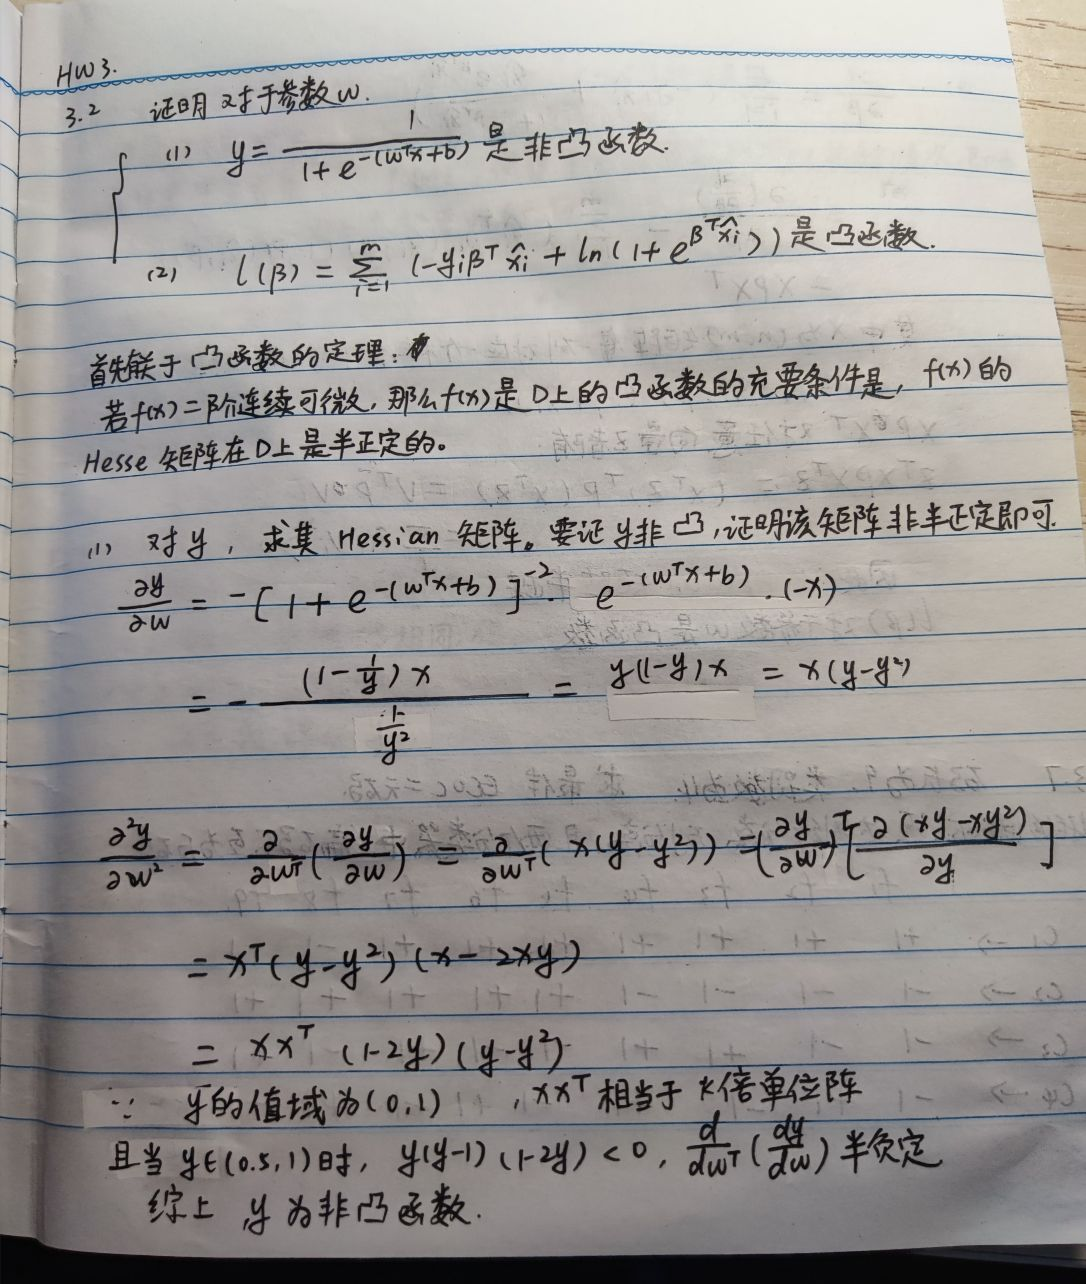 HW3.
3.2 证明对于参数w.
(1) y = 1 / (1 + e^{-(w^T x + b)}) 是非凸函数.
(2) l(β) = Σ_{i=1}^{m} (-y_i β^T x̂_i + ln(1 + e^{β^T x̂_i})) 是凸函数.
于凸函数的定理:
若f(x)二阶连续可微, 那么f(x)是D上的凸函数的充要条件是, f(x)的
Hesse 矩阵在D上是半正定的。
(1) 对y, 求其 Hessian 矩阵。要证y非凸, 证明该矩阵非半正定即可.
∂y/∂w = -[1 + e^{-(w^T x + b)}]^{-2} · e^{-(w^T x + b)} · (-x)
= - (1 - 1/y) x / (1/y²) = y(1-y)x = x(y-y²)
∂²y/∂w² = ∂/∂w^T (∂y/∂w) = ∂/∂w^T (x(y-y²)) = (∂y/∂w)^T [∂(xy-xy²)/∂y]
= x^T (y-y²)(x-2xy)
= xx^T (1-2y)(y-y²)
∵ y的值域为(0,1) , xx^T 相当于 k倍单位阵
且当 y∈(0.5,1)时, y(y-1)(1-2y)<0, d/dw^T (dy/dw) 半负定
综上, y为非凸函数.